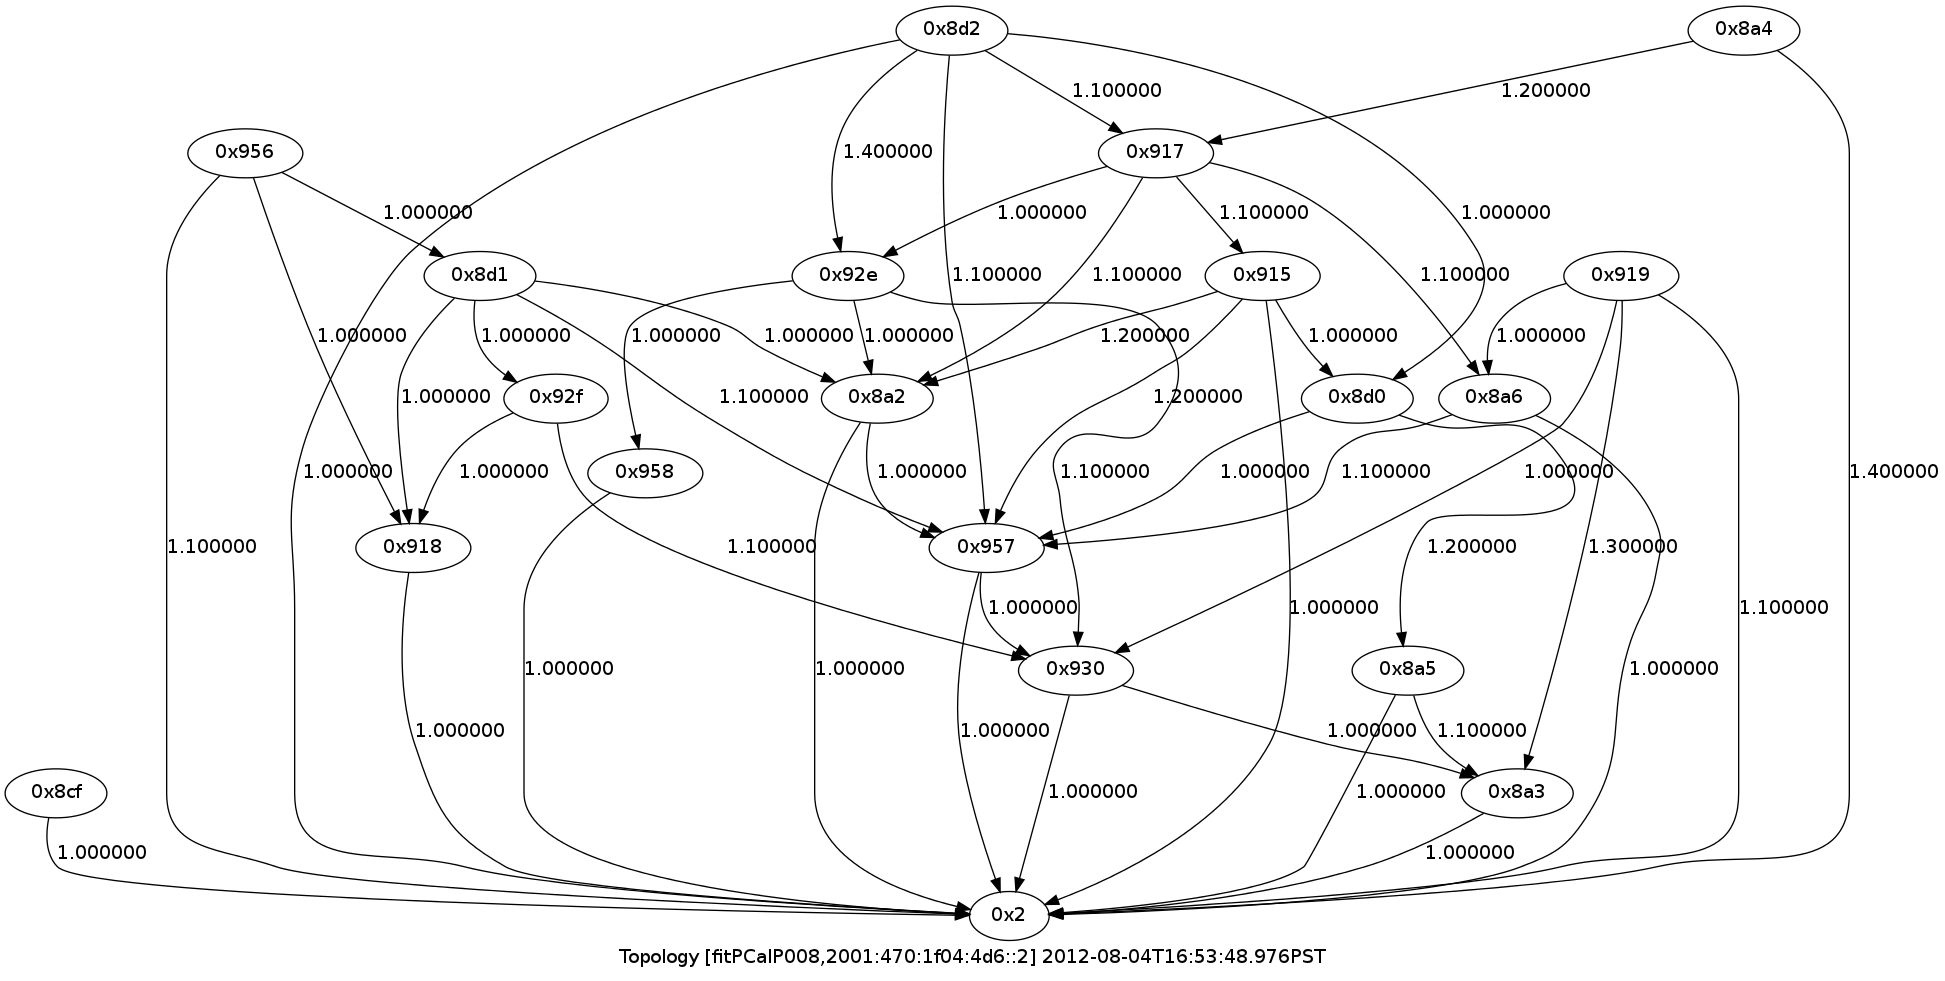 0x8d2
0x8a4
1.100000
1.200000
0x956
1.400000
0x917
1.000000
1.000000
1.100000
1.000000
0x8d1
0x92e
1.100000
1.100000
0x915
1.100000
0x919
1.000000
1.000000
1.000000
1.000000
1.000000
1.200000
1.000000
1.000000
1.000000
0x92f
1.100000
0x8a2
1.200000
0x8d0
0x8a6
1.000000
1.000000
0x958
1.000000
1.100000
1.000000
1.100000
1.000000
1.400000
1.100000
0x918
1.100000
0x957
1.200000
1.300000
1.000000
1.000000
1.100000
1.000000
1.000000
0x930
0x8a5
1.000000
1.000000
1.000000
1.000000
1.100000
0x8cf
1.000000
1.000000
0x8a3
1.000000
1.000000
0x2
Topology [fitPCalP008,2001:470:1f04:4d6::2] 2012-08-04T16:53:48.976PST